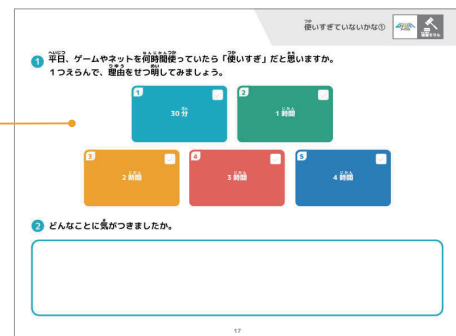 使いすぎていないかな①
1 平日、ゲームやネットを何時間使っていたら「使いすぎ」だと思いますか。
1つえらんで、理由をせつ明してみましょう。
1
30分
2
1時間
3
2時間
4
3時間
5
4時間
2 どんなことに気がつきましたか。
17